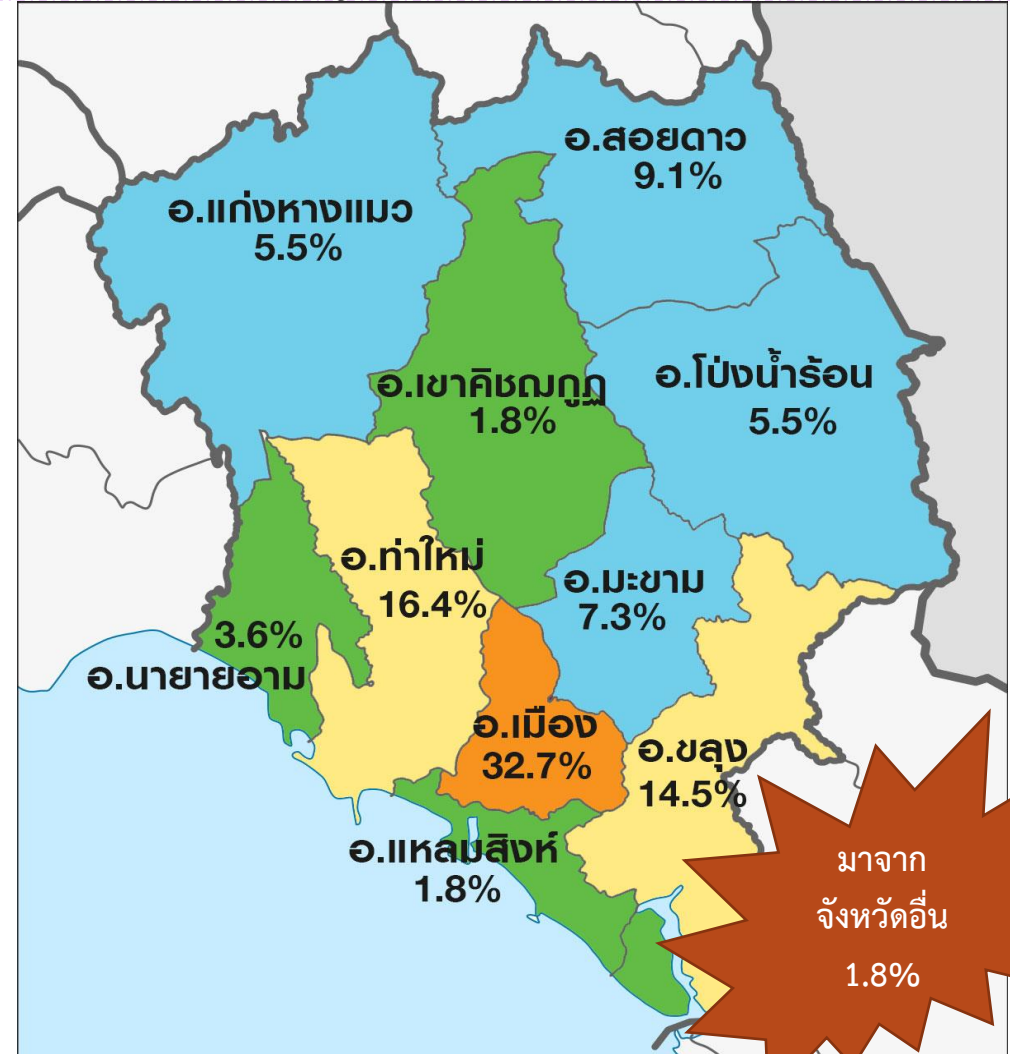 อ.สอยดาว
9.1%
อ.แก่งหางแมว
5.5%
อ.เขาคิชฌกูฏ
1.8%
อ.โป่งน้ำร้อน
5.5%
อ.ท่าใหม่
16.4%
อ.มะขาม
7.3%
3.6%
อ.นายายอาม
อ.เมือง
32.7%
อ.ขลุง
14.5%
อ.แหลมสิงห์
1.8%
มาจาก
จังหวัดอื่น
1.8%